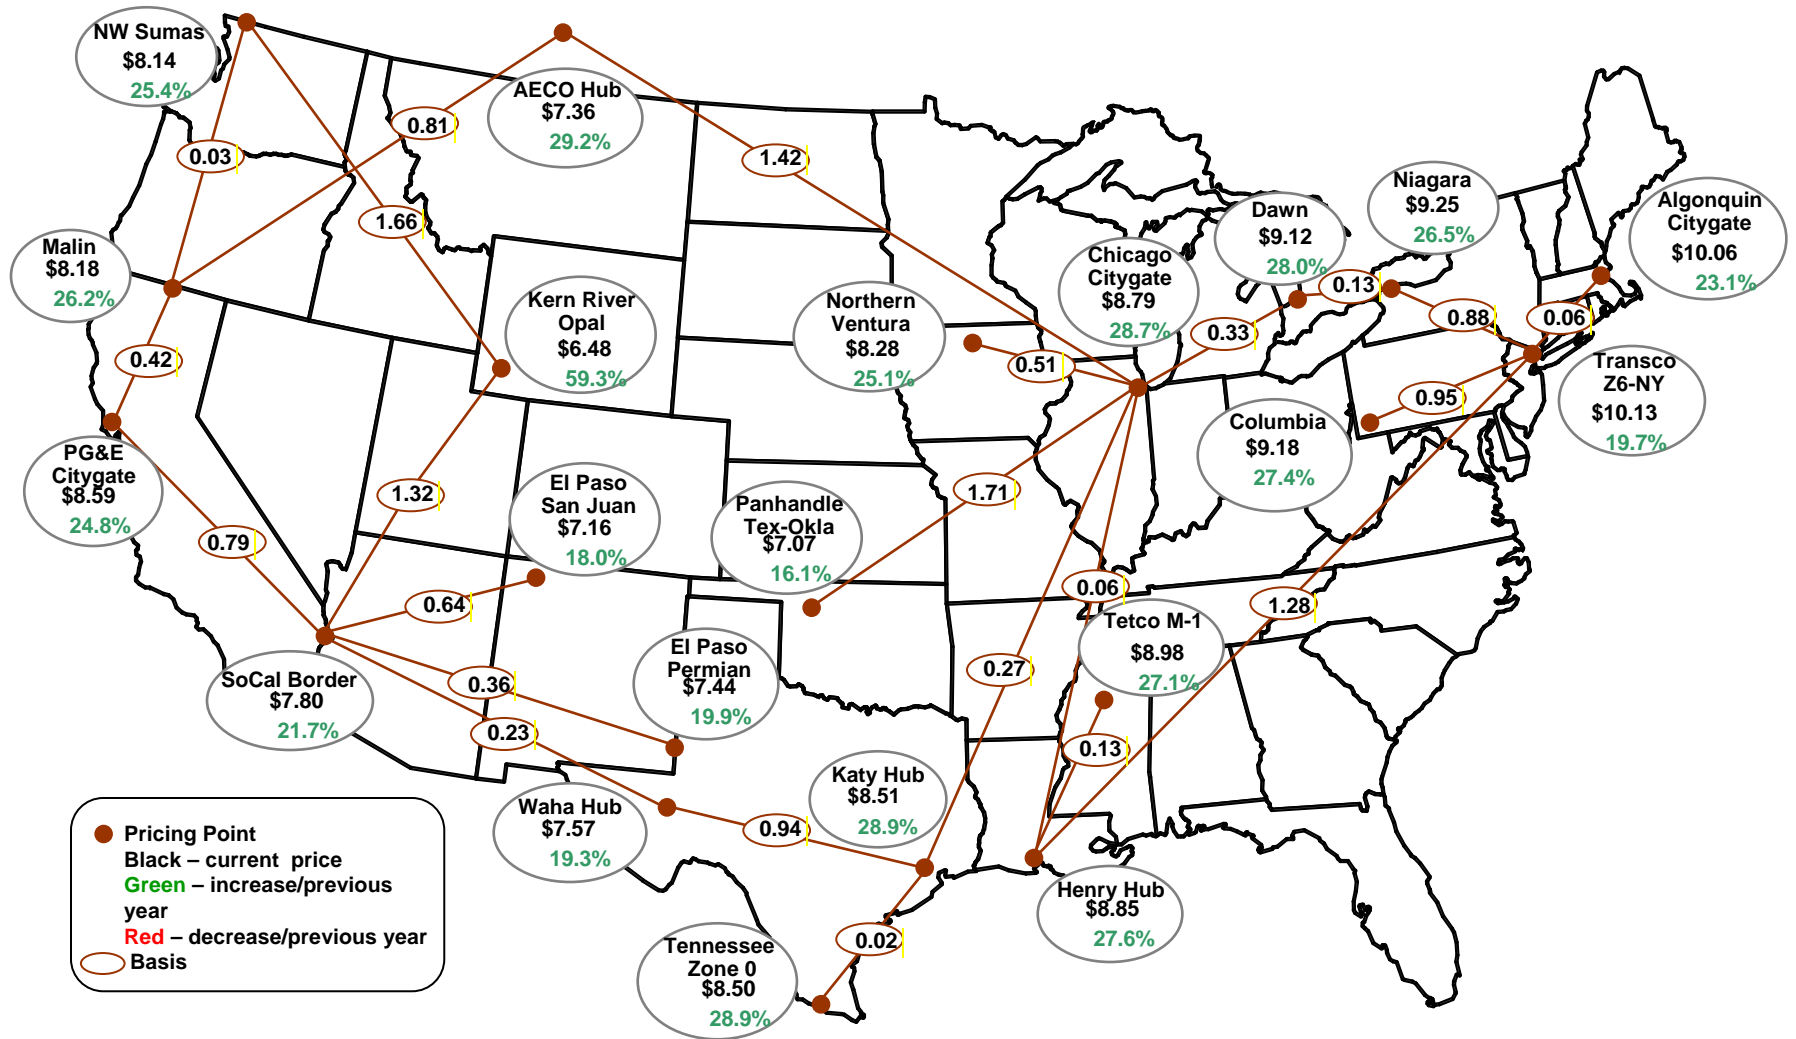 NW Sumas
$8.14
25.4%
AECO Hub
$7.36
29.2%
0.81
1.42
0.03
1.66
Malin
$8.18
26.2%
Kern River
Opal
$6.48
59.3%
Northern
Ventura
$8.28
25.1%
Chicago
Citygate
$8.79
28.7%
Dawn
$9.12
28.0%
Niagara
$9.25
26.5%
Algonquin
Citygate
$10.06
23.1%
0.13
0.88
0.06
0.33
0.51
0.42
0.95
Transco
Z6-NY
$10.13
19.7%
Columbia
$9.18
27.4%
PG&E
Citygate
$8.59
24.8%
1.32
0.79
El Paso
San Juan
$7.16
18.0%
Panhandle
Tex-Okla
$7.07
16.1%
1.71
0.64
0.06
1.28
Tetco M-1
$8.98
27.1%
El Paso
Permian
$7.44
19.9%
0.27
0.36
0.23
0.13
SoCal Border
$7.80
21.7%
Katy Hub
$8.51
28.9%
Waha Hub
$7.57
19.3%
0.94
Henry Hub
$8.85
27.6%
0.02
Tennessee
Zone 0
$8.50
28.9%
Pricing Point
Black – current price
Green – increase/previous
year
Red – decrease/previous year
Basis